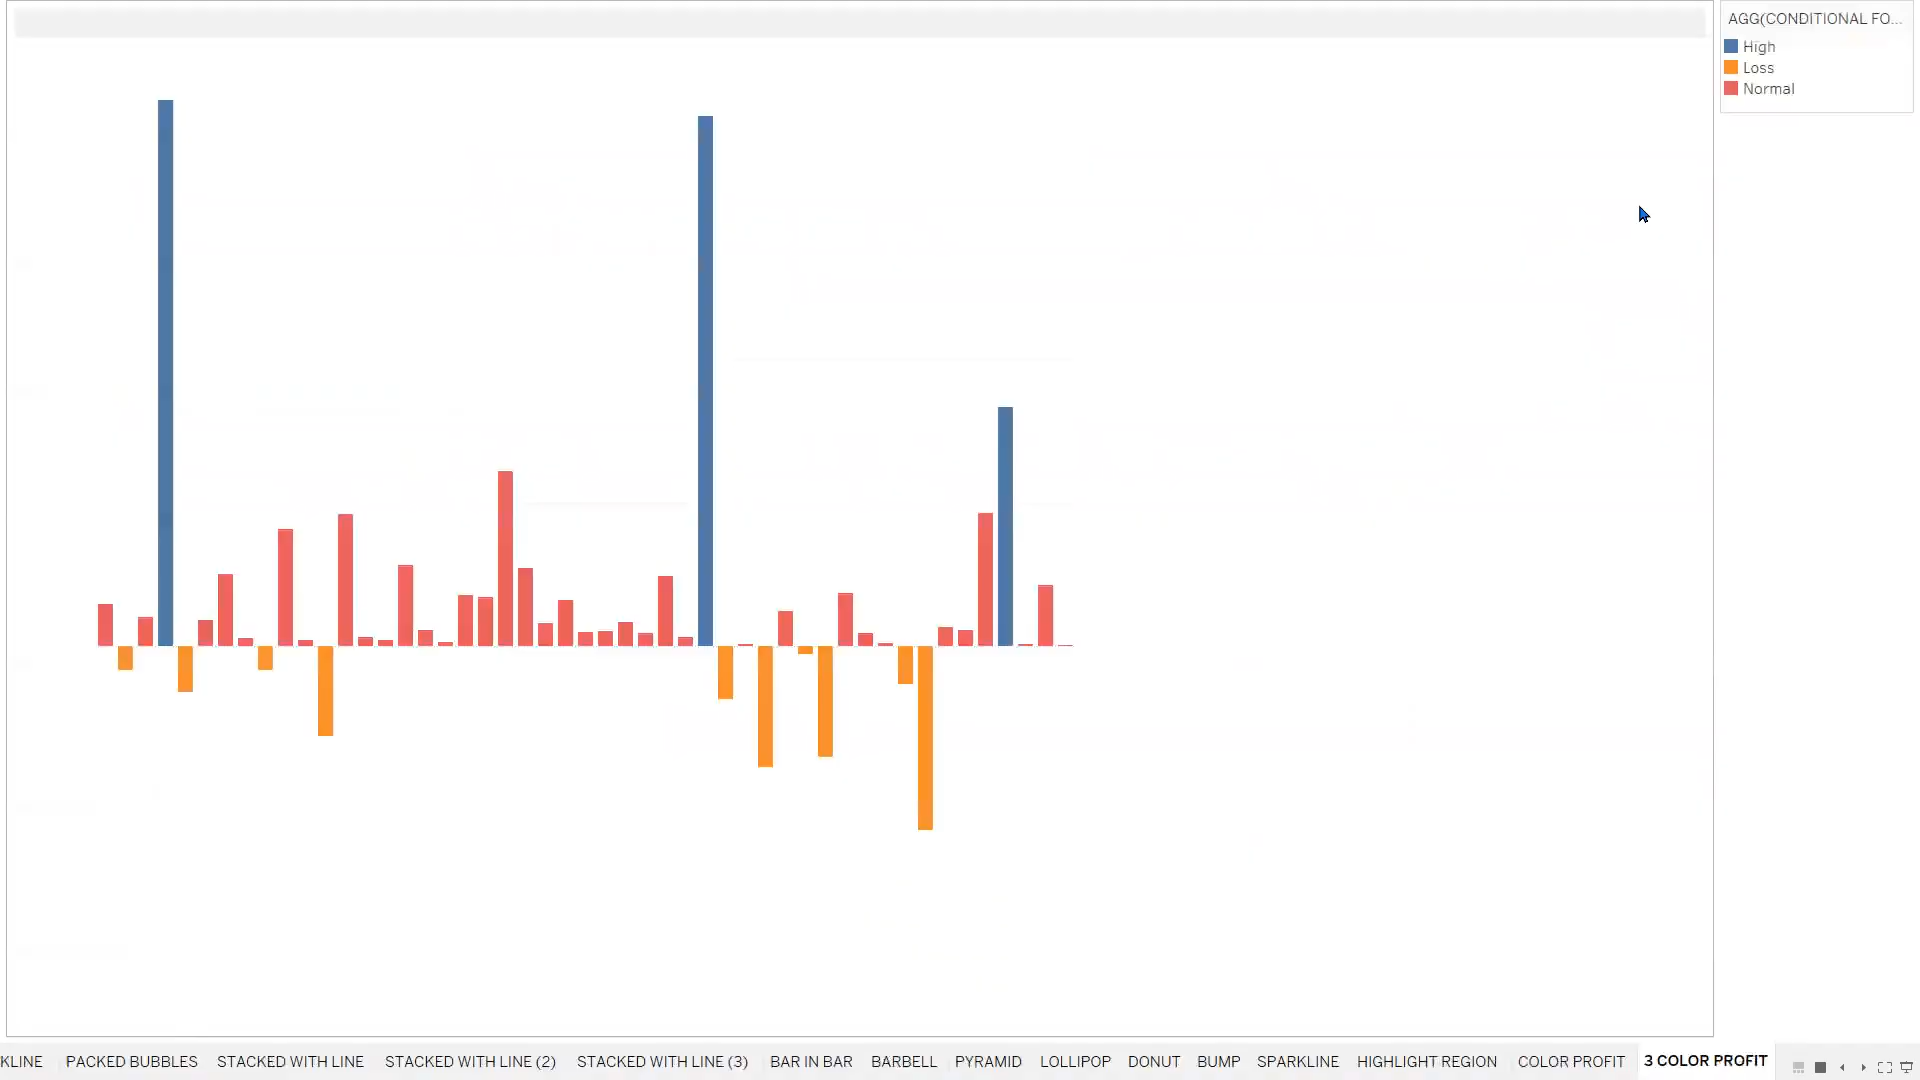 AGG(CONDITIONAL FO...
High
Loss
Normal
KLINE PACKED BUBBLES STACKED WITH LINE STACKED WITH LINE (2) STACKED WITH LINE (3) BAR IN BAR BARBELL PYRAMID LOLLIPOP DONUT BUMP SPARKLINE HIGHLIGHT REGION COLOR PROFIT 3 COLOR PROFIT